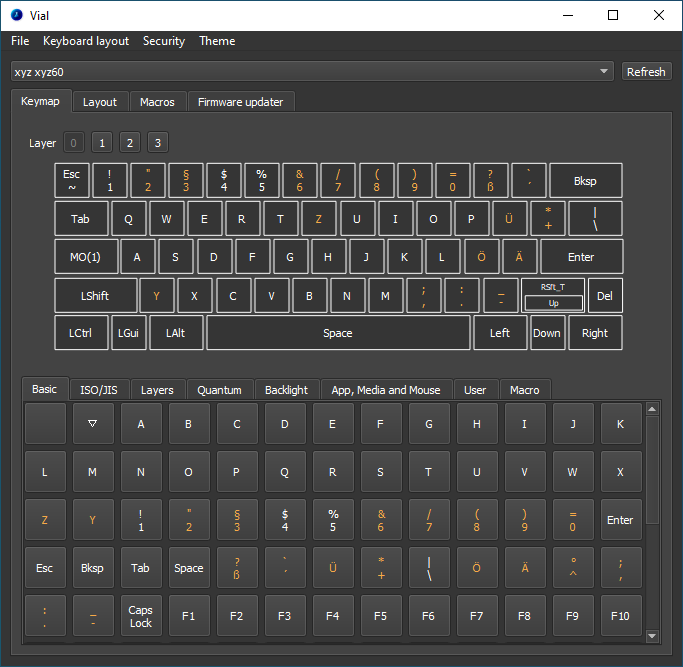 Vial
File Keyboard layout Security Theme
xyz xyz60 Refresh
Keymap Layout Macros Firmware updater
Layer 0 1 2 3
Esc ! " § $ % & / ( ) = ? ` Bksp
~ 1 2 3 4 5 6 7 8 9 0 ß ´
Tab Q W E R T Z U I O P Ü * |
+ \
MO(1) A S D F G H J K L Ö Ä Enter
LShift Y X C V B N M ; : _ RSft_T Del
, . - Up
LCtrl LGui LAlt Space Left Down Right
Basic ISO/JIS Layers Quantum Backlight App, Media and Mouse User Macro
▽ A B C D E F G H I J K
L M N O P Q R S T U V W X
Z Y ! " § $ % & / ( ) = Enter
1 2 3 4 5 6 7 8 9 0
Esc Bksp Tab Space ? ` Ü * | Ö Ä ° ;
ß ´ + \ ^ ,
: _ Caps F1 F2 F3 F4 F5 F6 F7 F8 F9 F10
. - Lock